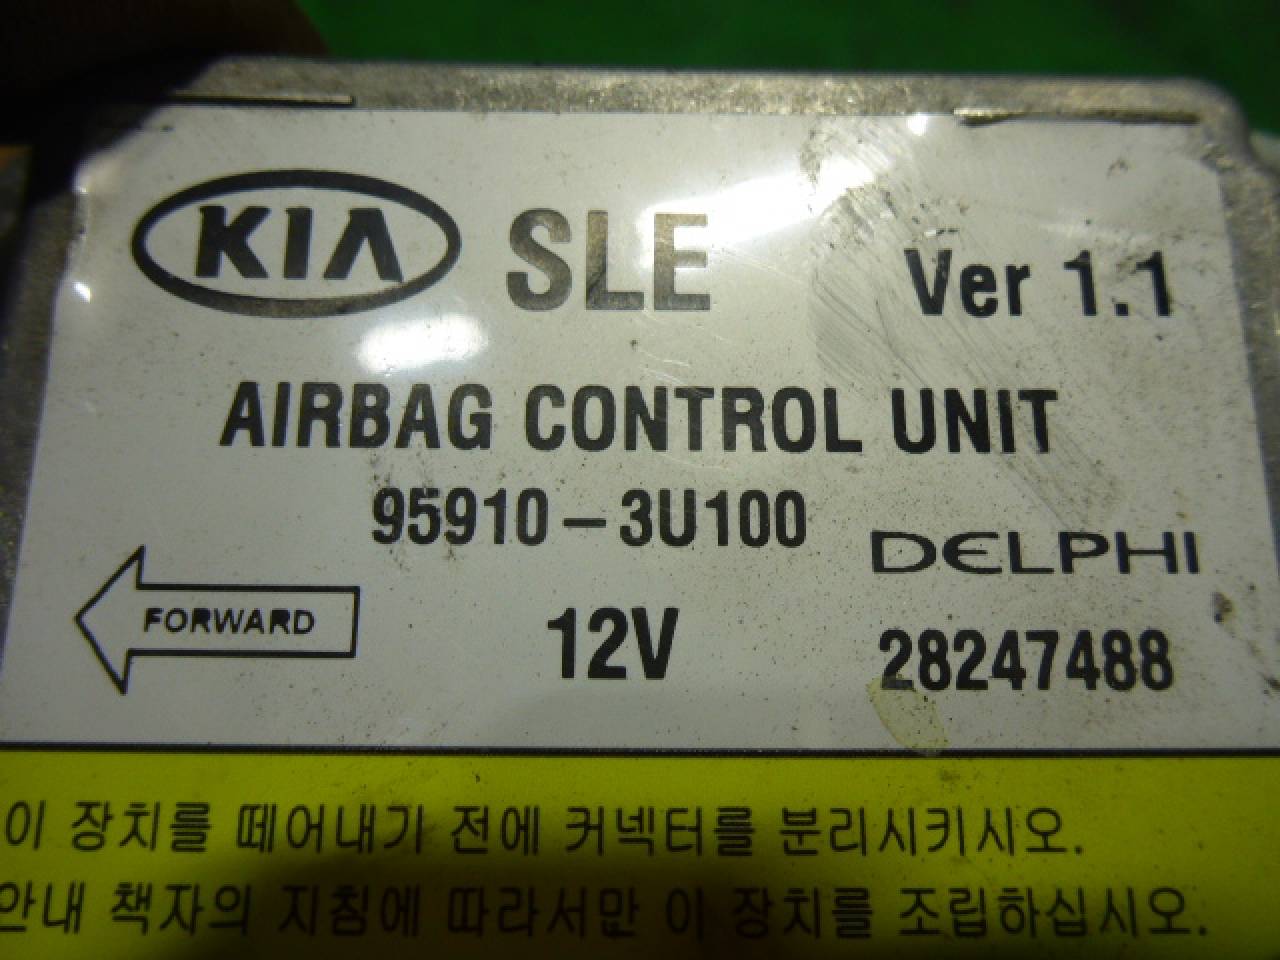 KIA SLE Ver 1.1
AIRBAG CONTROL UNIT
95910-3U100
DELPHI
FORWARD 12V 28247488
이 장치를 떼어내기 전에 커넥터를 분리시키시오.
안내 책자의 지침에 따라서만 이 장치를 조립하십시오.